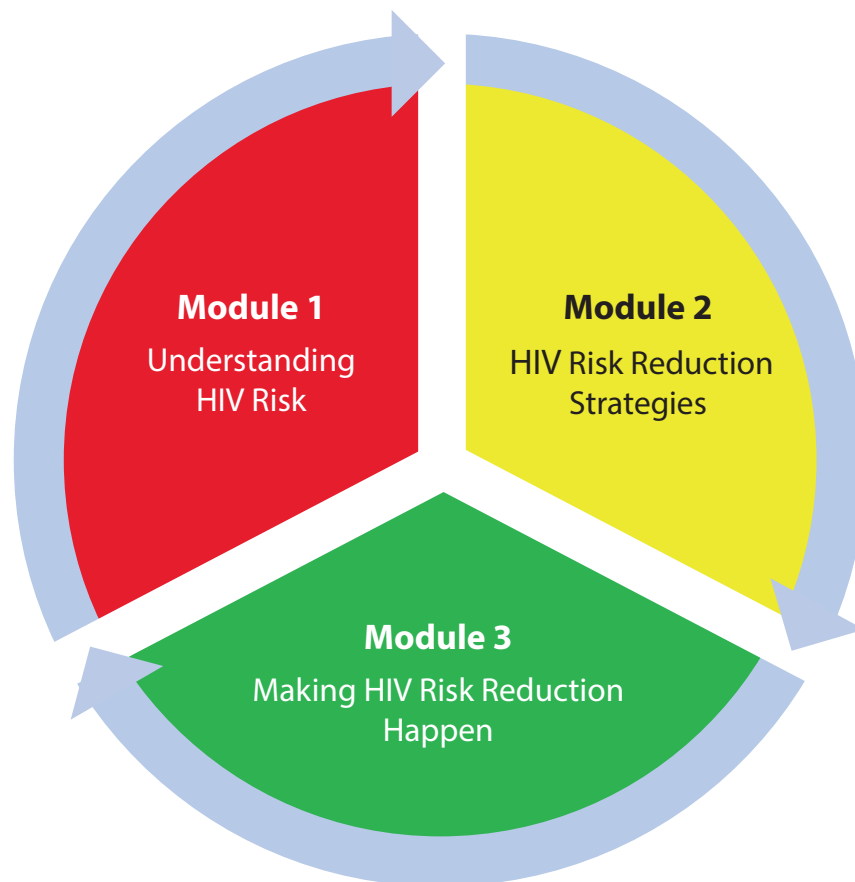 Module 1
Understanding
HIV Risk
Module 2
HIV Risk Reduction
Strategies
Module 3
Making HIV Risk Reduction
Happen